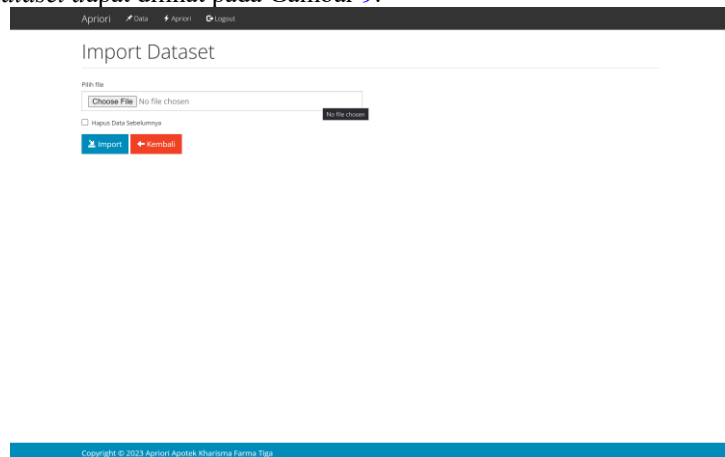 dapat dilihat pada Gambar 9.
Apriori Data Apriori Logout
Import Dataset
Pilih file
Choose File No file chosen
No file chosen
Hapus Data Sebelumnya
Import Kembali
Copyright © 2023 Apriori Apotek Kharisma Farma Tiga